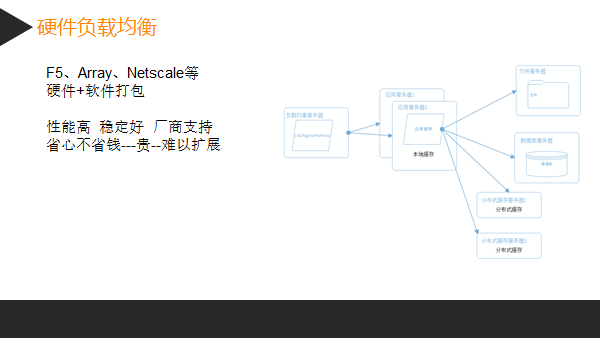 硬件负载均衡
F5、Array、Netscale等
硬件+软件打包
性能高 稳定好 厂商支持
省心不省钱---贵--难以扩展
负载均衡服务器
应用服务器1
应用服务器2
应用程序
本地缓存
文件服务器
文件
数据库服务器
数据库
分布式缓存服务器1
分布式缓存
分布式缓存服务器2
分布式缓存